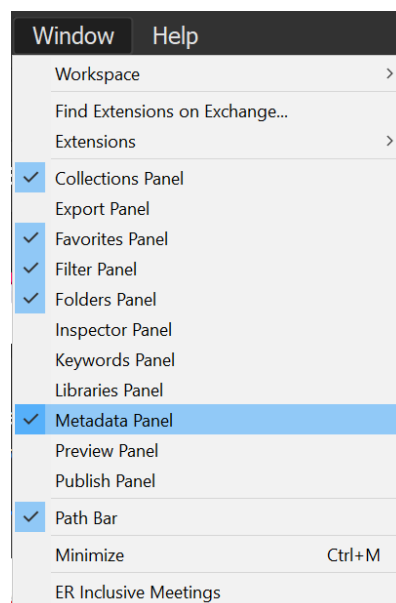 Window Help
Workspace
Find Extensions on Exchange...
Extensions
Collections Panel
Export Panel
Favorites Panel
Filter Panel
Folders Panel
Inspector Panel
Keywords Panel
Libraries Panel
Metadata Panel
Preview Panel
Publish Panel
Path Bar
Minimize Ctrl+M
ER Inclusive Meetings